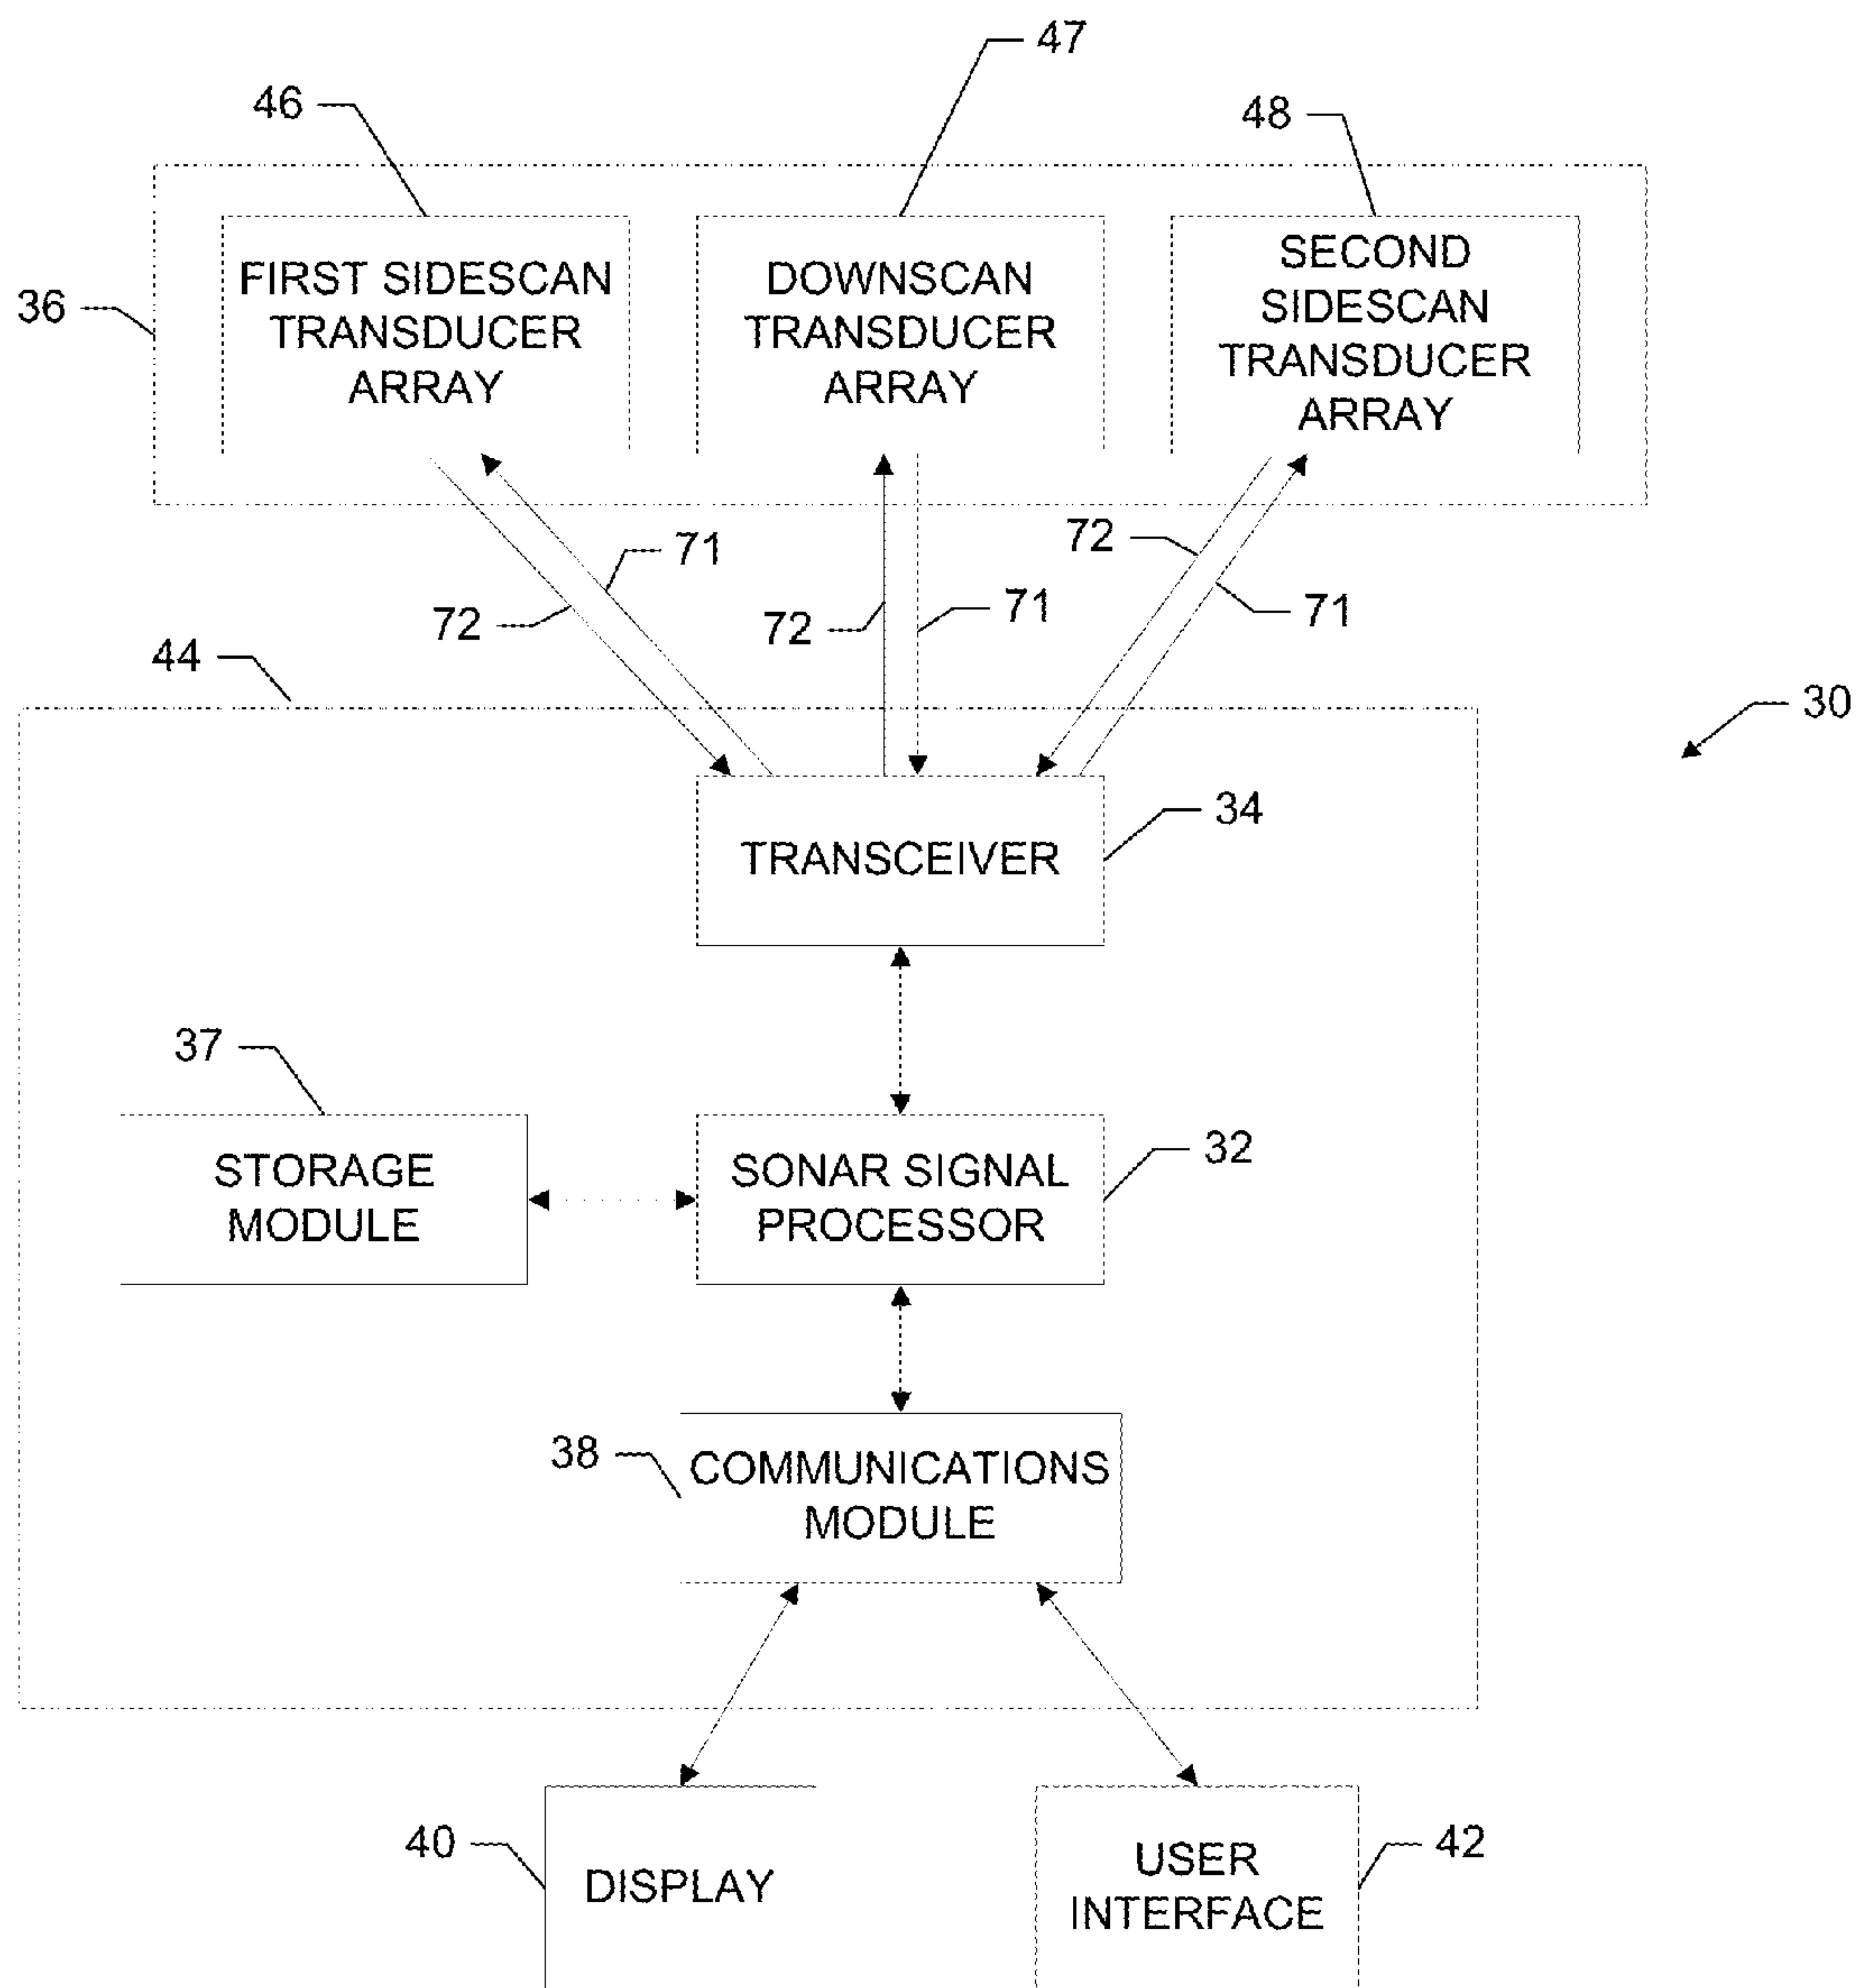 47
46
48
36
FIRST SIDESCAN
TRANSDUCER
ARRAY
DOWNSCAN
TRANSDUCER
ARRAY
SECOND
SIDESCAN
TRANSDUCER
ARRAY
71
72
72
71
72
71
44
30
34
TRANSCEIVER
37
STORAGE
MODULE
SONAR SIGNAL
PROCESSOR
32
38
COMMUNICATIONS
MODULE
40
DISPLAY
USER
INTERFACE
42